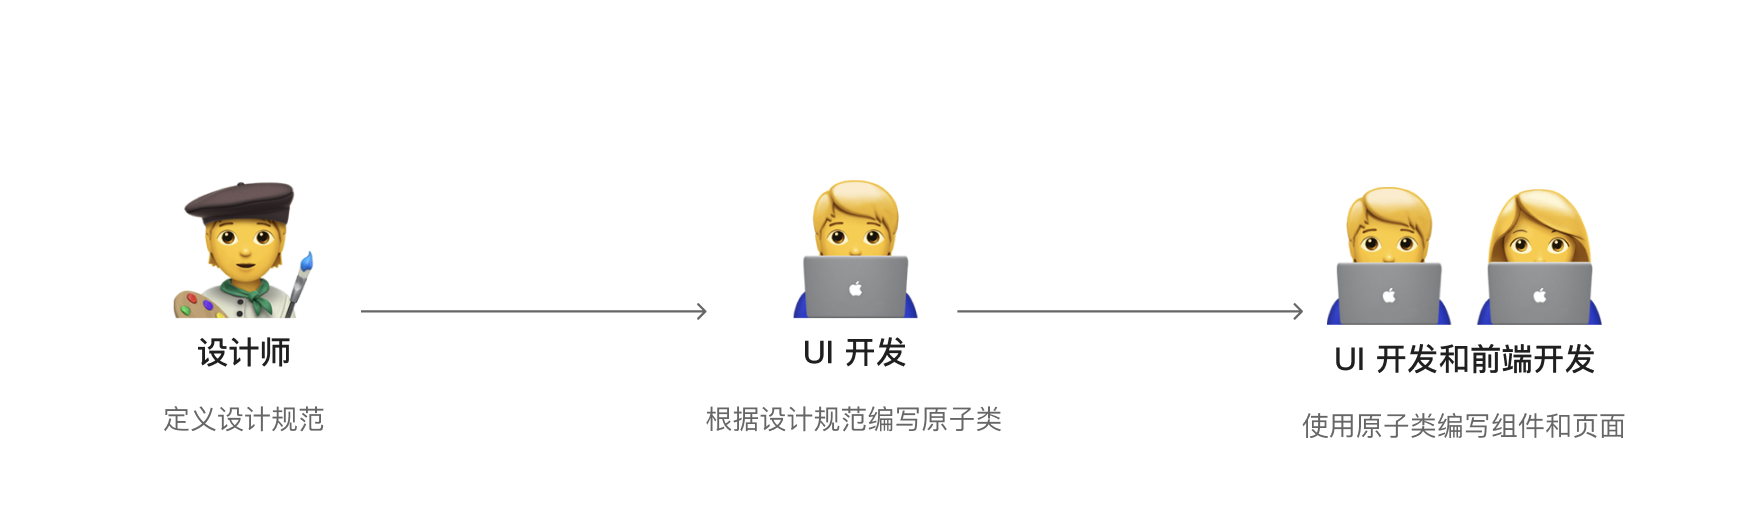 设计师
定义设计规范
UI 开发
根据设计规范编写原子类
UI 开发和前端开发
使用原子类编写组件和页面